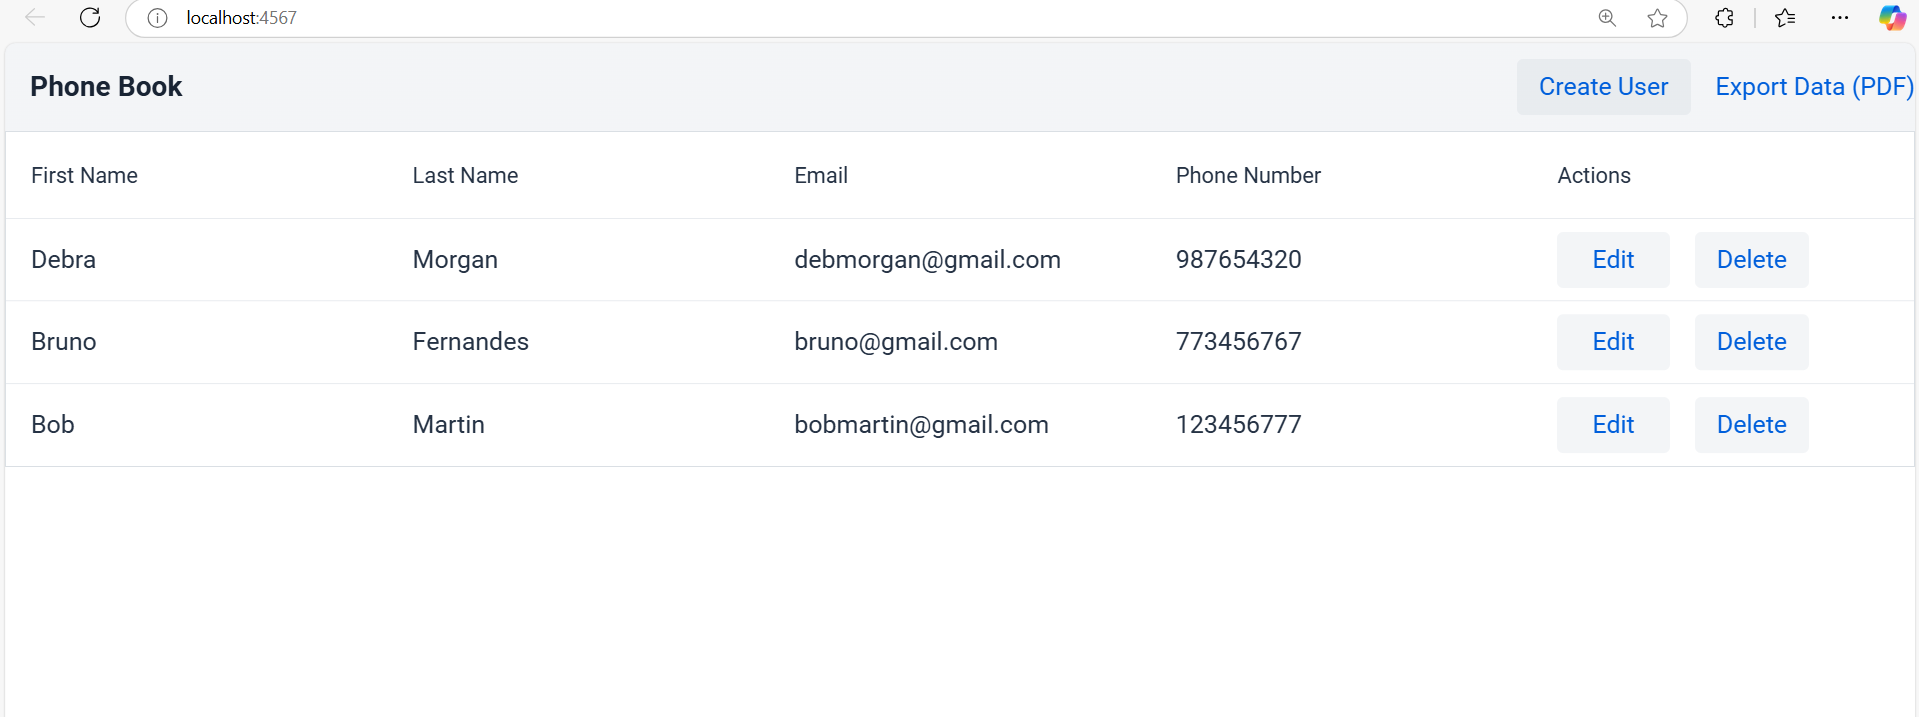 localhost:4567
Phone Book Create User Export Data (PDF)
First Name Last Name Email Phone Number Actions
Debra Morgan debmorgan@gmail.com 987654320 Edit Delete
Bruno Fernandes bruno@gmail.com 773456767 Edit Delete
Bob Martin bobmartin@gmail.com 123456777 Edit Delete